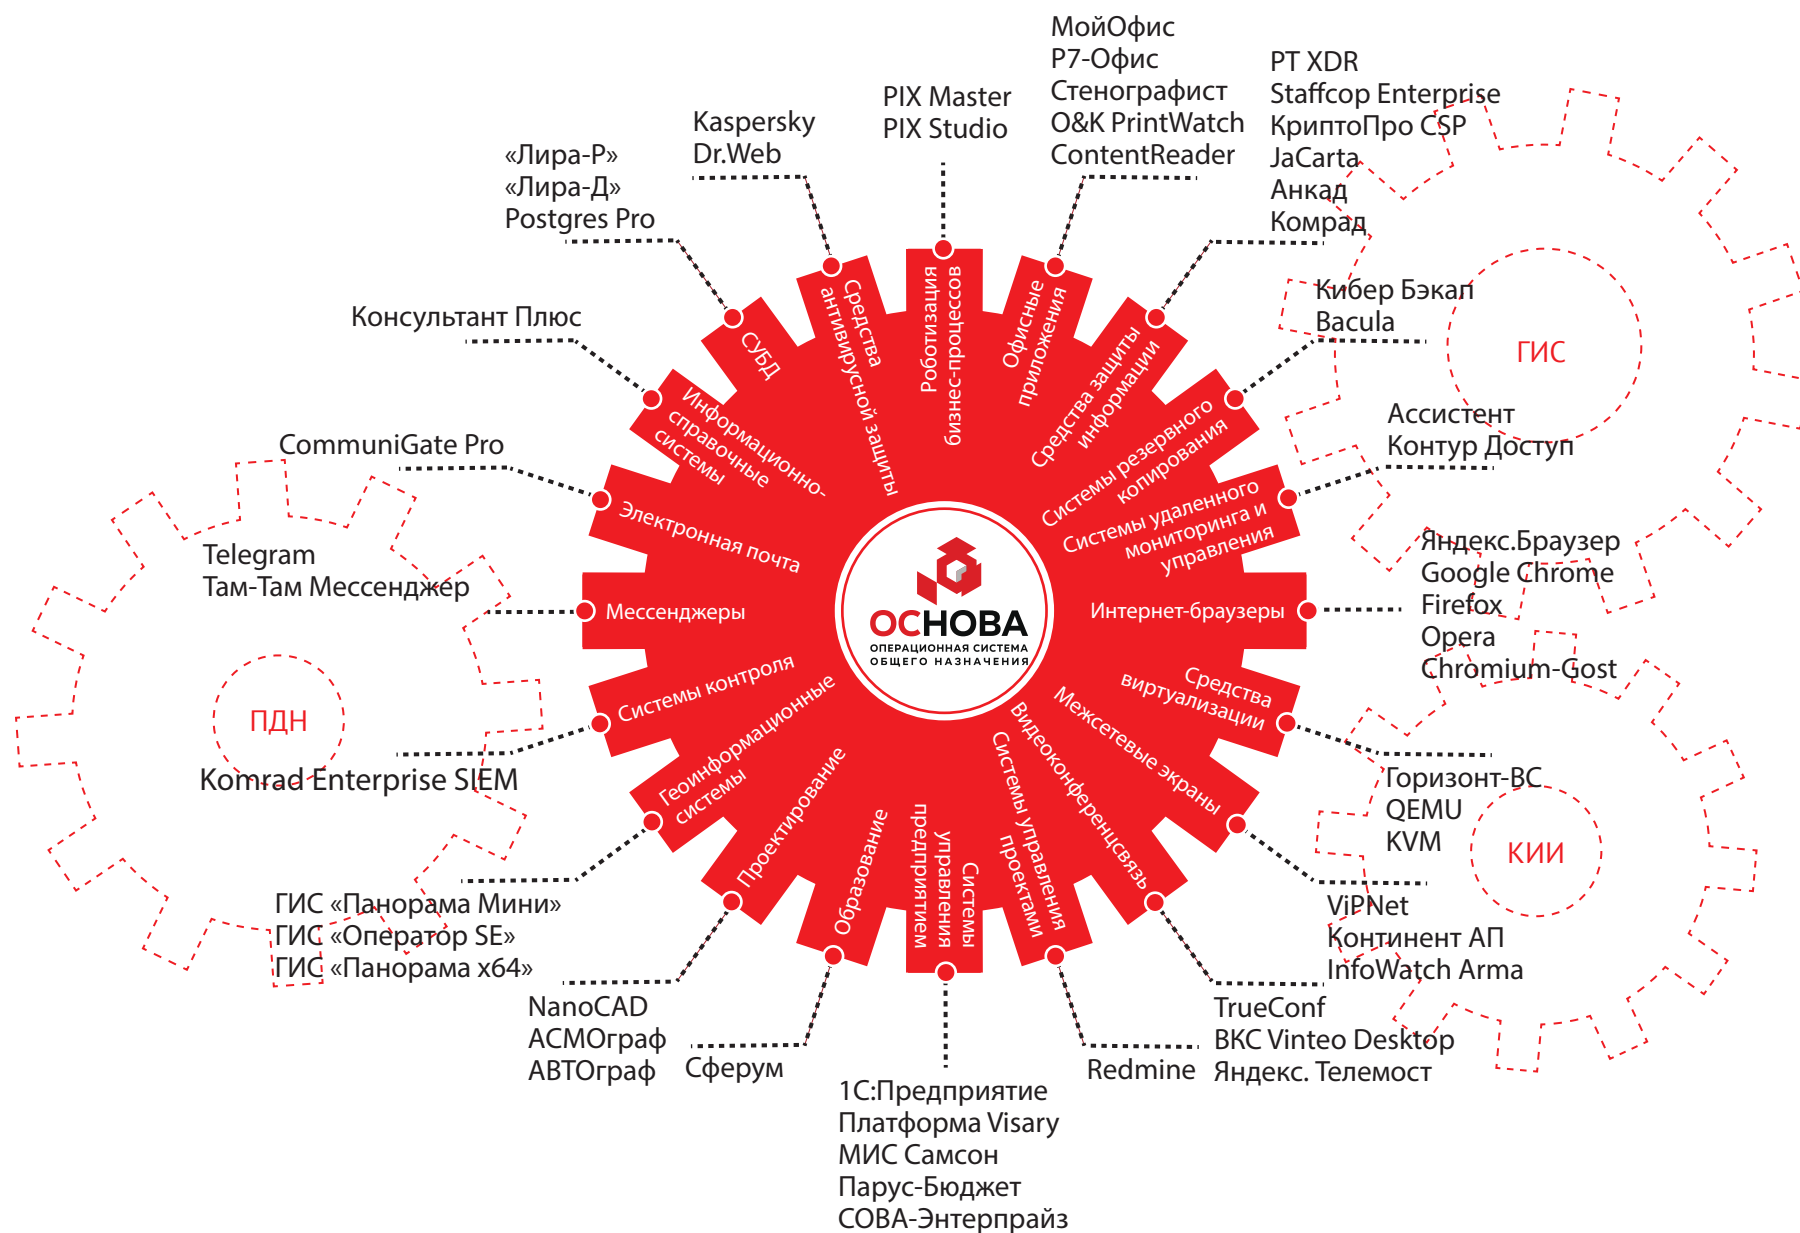 МойОфис
Р7-Офис
Стенографист
O&K PrintWatch
ContentReader
PT XDR
Staffcop Enterprise
КриптоПро CSP
JaCarta
Анкад
Комрад
PIX Master
PIX Studio
Kaspersky
Dr.Web
«Лира-Р»
«Лира-Д»
Postgres Pro
Консультант Плюс
CommuniGate Pro
Telegram
Там-Там Мессенджер
Komrad Enterprise SIEM
ГИС «Панорама Мини»
ГИС «Оператор SE»
ГИС «Панорама x64»
NanoCAD
АСМОграф
АВТОграф
Сферум
1С:Предприятие
Платформа Visary
МИС Самсон
Парус-Бюджет
СОВА-Энтерпрайз
Redmine
TrueConf
ВКС Vinteo Desktop
Яндекс. Телемост
ViPNet
Континент АП
InfoWatch Arma
Горизонт-ВС
QEMU
KVM
Яндекс.Браузер
Google Chrome
Firefox
Opera
Chromium-Gost
Ассистент
Контур Доступ
Кибер Бэкап
Bacula
ГИС
КИИ
ПДН
Роботизация
бизнес-процессов
Офисные
приложения
Средства защиты
информации
Системы резервного
копирования
Системы удаленного
мониторинга и
управления
Интернет-браузеры
Средства
виртуализации
Межсетевые экраны
Видеоконференцсвязь
Системы управления
проектами
Системы
управления
предприятием
Образование
Проектирование
Геоинформационные
системы
Системы контроля
Мессенджеры
Электронная почта
Информационно-
справочные
системы
СУБД
Средства
антивирусной защиты
ОСНОВА
ОПЕРАЦИОННАЯ СИСТЕМА
ОБЩЕГО НАЗНАЧЕНИЯ